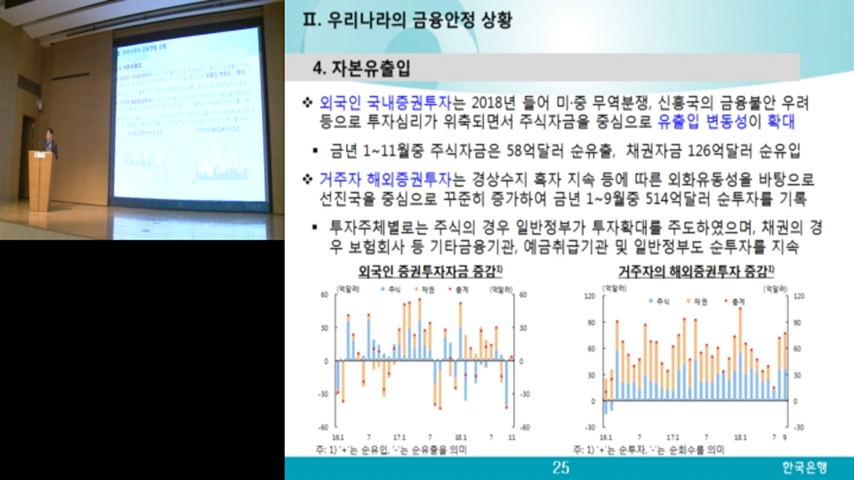 Ⅱ. 우리나라의 금융안정 상황
4. 자본유출입
❖ 외국인 국내증권투자는 2018년 들어 미·중 무역분쟁, 신흥국의 금융불안 우려
등으로 투자심리가 위축되면서 주식자금을 중심으로 유출입 변동성이 확대
▪ 금년 1~11월중 주식자금은 58억달러 순유출, 채권자금 126억달러 순유입
❖ 거주자 해외증권투자는 경상수지 흑자 지속 등에 따른 외화유동성을 바탕으로
선진국을 중심으로 꾸준히 증가하여 금년 1~9월중 514억달러 순투자를 기록
▪ 투자주체별로는 주식의 경우 일반정부가 투자확대를 주도하였으며, 채권의 경
우 보험회사 등 기타금융기관, 예금취급기관 및 일반정부도 순투자를 지속
외국인 증권투자자금 증감1)
(억달러) 주식 채권 총계 (억달러)
60 60
30 30
0 0
-30 -30
-60 -60
16.1 7 17.1 7 18.1 7 11
주: 1) '+'는 순유입, '-'는 순유출을 의미
거주자의 해외증권투자 증감1)
(억달러) (억달러)
주식 채권 총계
120 120
90 90
60 60
30 30
0 0
-30 -30
16.1 7 17.1 7 18.1 7 9
주: 1) '+'는 순투자, '-'는 순회수를 의미
25
한국은행